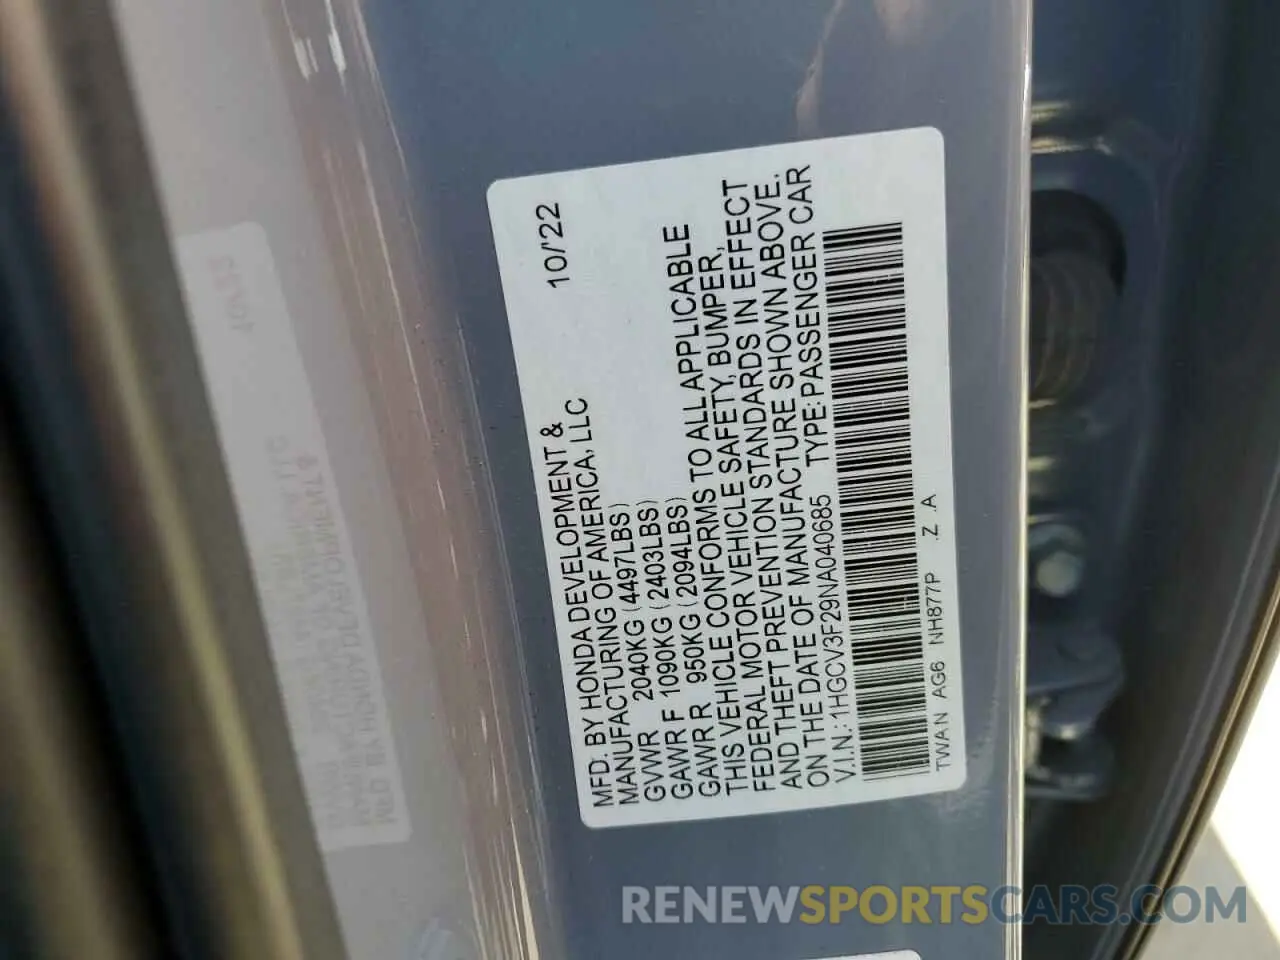 10/'22
MFD. BY HONDA DEVELOPMENT &
MANUFACTURING OF AMERICA, LLC
GVWR 2040KG (4497LBS)
GAWR F 1090KG (2403LBS)
GAWR R 950KG (2094LBS)
THIS VEHICLE CONFORMS TO ALL APPLICABLE
FEDERAL MOTOR VEHICLE SAFETY, BUMPER,
AND THEFT PREVENTION STANDARDS IN EFFECT
ON THE DATE OF MANUFACTURE SHOWN ABOVE.
V.I.N.: 1HGCV3F29NA040685 TYPE: PASSENGER CAR
TWAN AG6 NH877P .Z .A
RENEWSPORTSCARS.COM